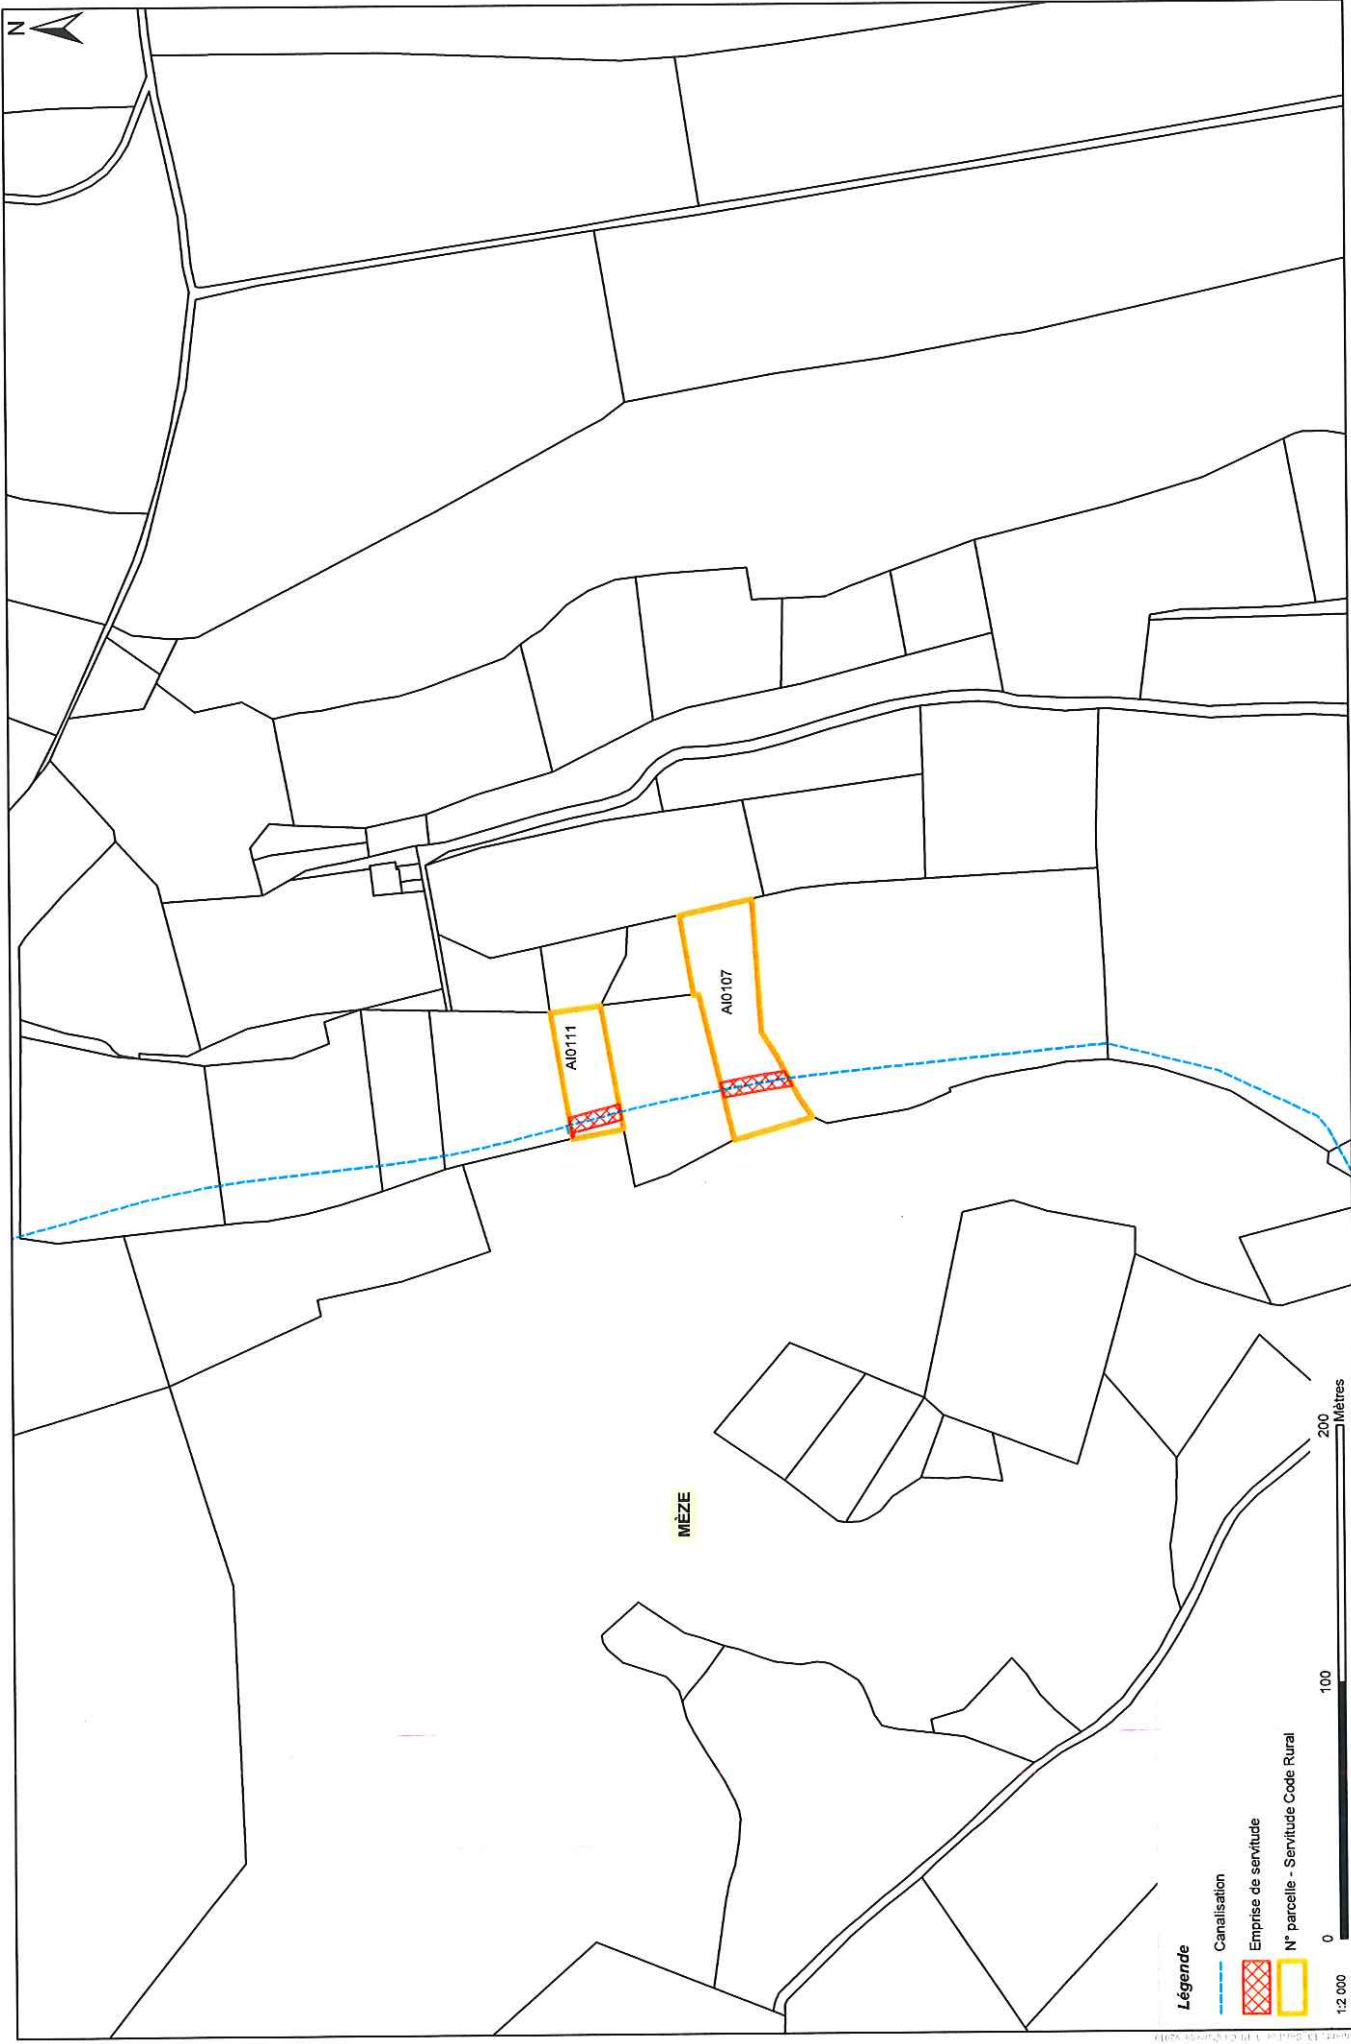 N
AI0111
AI0107
MÈZE
Légende
Canalisation
Emprise de servitude
N° parcelle - Servitude Code Rural
1:2 000
0
100
200
Mètres